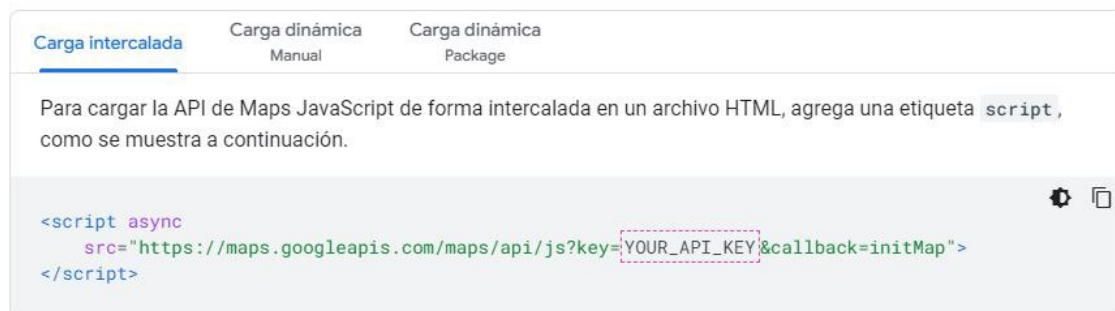 Carga intercalada
Carga dinámica
Manual
Carga dinámica
Package
Para cargar la API de Maps JavaScript de forma intercalada en un archivo HTML, agrega una etiqueta script,
como se muestra a continuación.
<script async
src="https://maps.googleapis.com/maps/api/js?key=YOUR_API_KEY&callback=initMap">
</script>